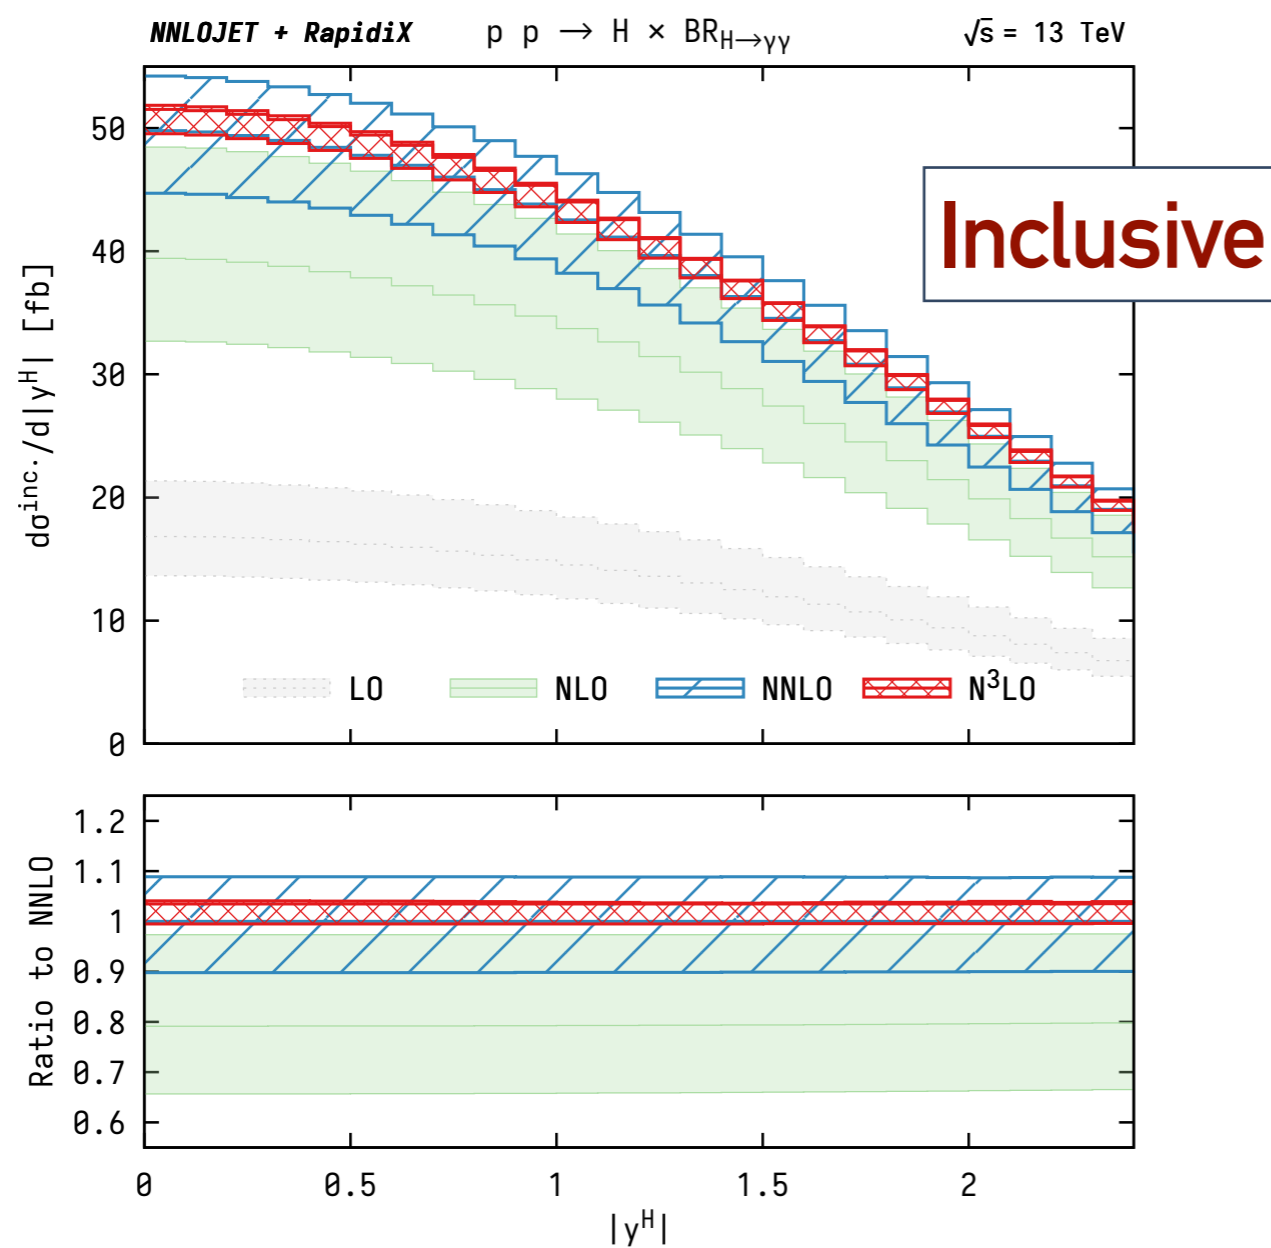 NNLOJET + RapidiX p p → H × BR_H→γγ √s = 13 TeV
Inclusive
dσ^inc./d|y^H| [fb]
50
40
30
20
10
0
LO NLO NNLO N³LO
Ratio to NNLO
1.2
1.1
1
0.9
0.8
0.7
0.6
0 0.5 1 1.5 2
|y^H|